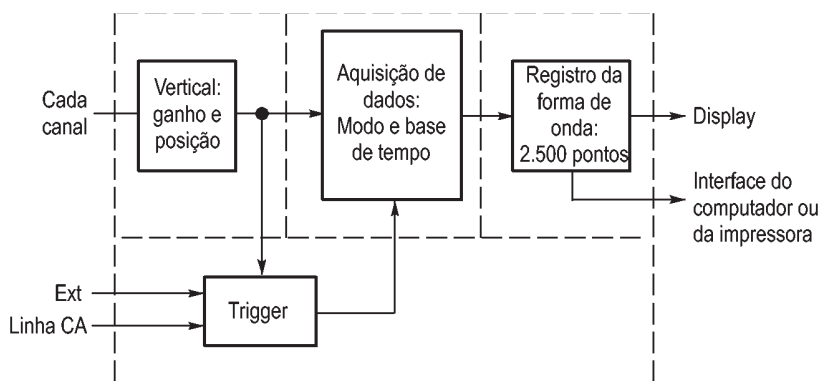 Cada
canal
Vertical:
ganho e
posição
Aquisição de
dados:
Modo e base
de tempo
Registro da
forma de
onda:
2.500 pontos
Display
Interface do
computador ou
da impressora
Ext
Linha CA
Trigger